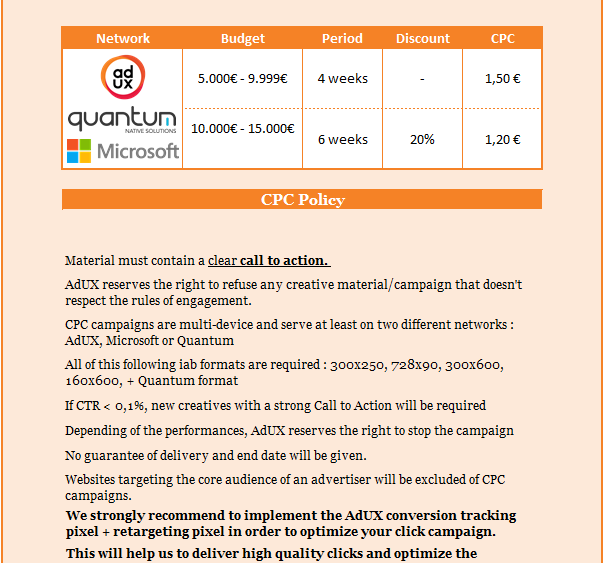 Network Budget Period Discount CPC
ad
ux
5.000€ - 9.999€ 4 weeks - 1,50 €
quantum
NATIVE SOLUTIONS
10.000€ - 15.000€ 6 weeks 20% 1,20 €
Microsoft
CPC Policy
Material must contain a clear call to action.
AdUX reserves the right to refuse any creative material/campaign that doesn't
respect the rules of engagement.
CPC campaigns are multi-device and serve at least on two different networks :
AdUX, Microsoft or Quantum
All of this following iab formats are required : 300x250, 728x90, 300x600,
160x600, + Quantum format
If CTR < 0,1%, new creatives with a strong Call to Action will be required
Depending of the performances, AdUX reserves the right to stop the campaign
No guarantee of delivery and end date will be given.
Websites targeting the core audience of an advertiser will be excluded of CPC
campaigns.
We strongly recommend to implement the AdUX conversion tracking
pixel + retargeting pixel in order to optimize your click campaign.
This will help us to deliver high quality clicks and optimize the